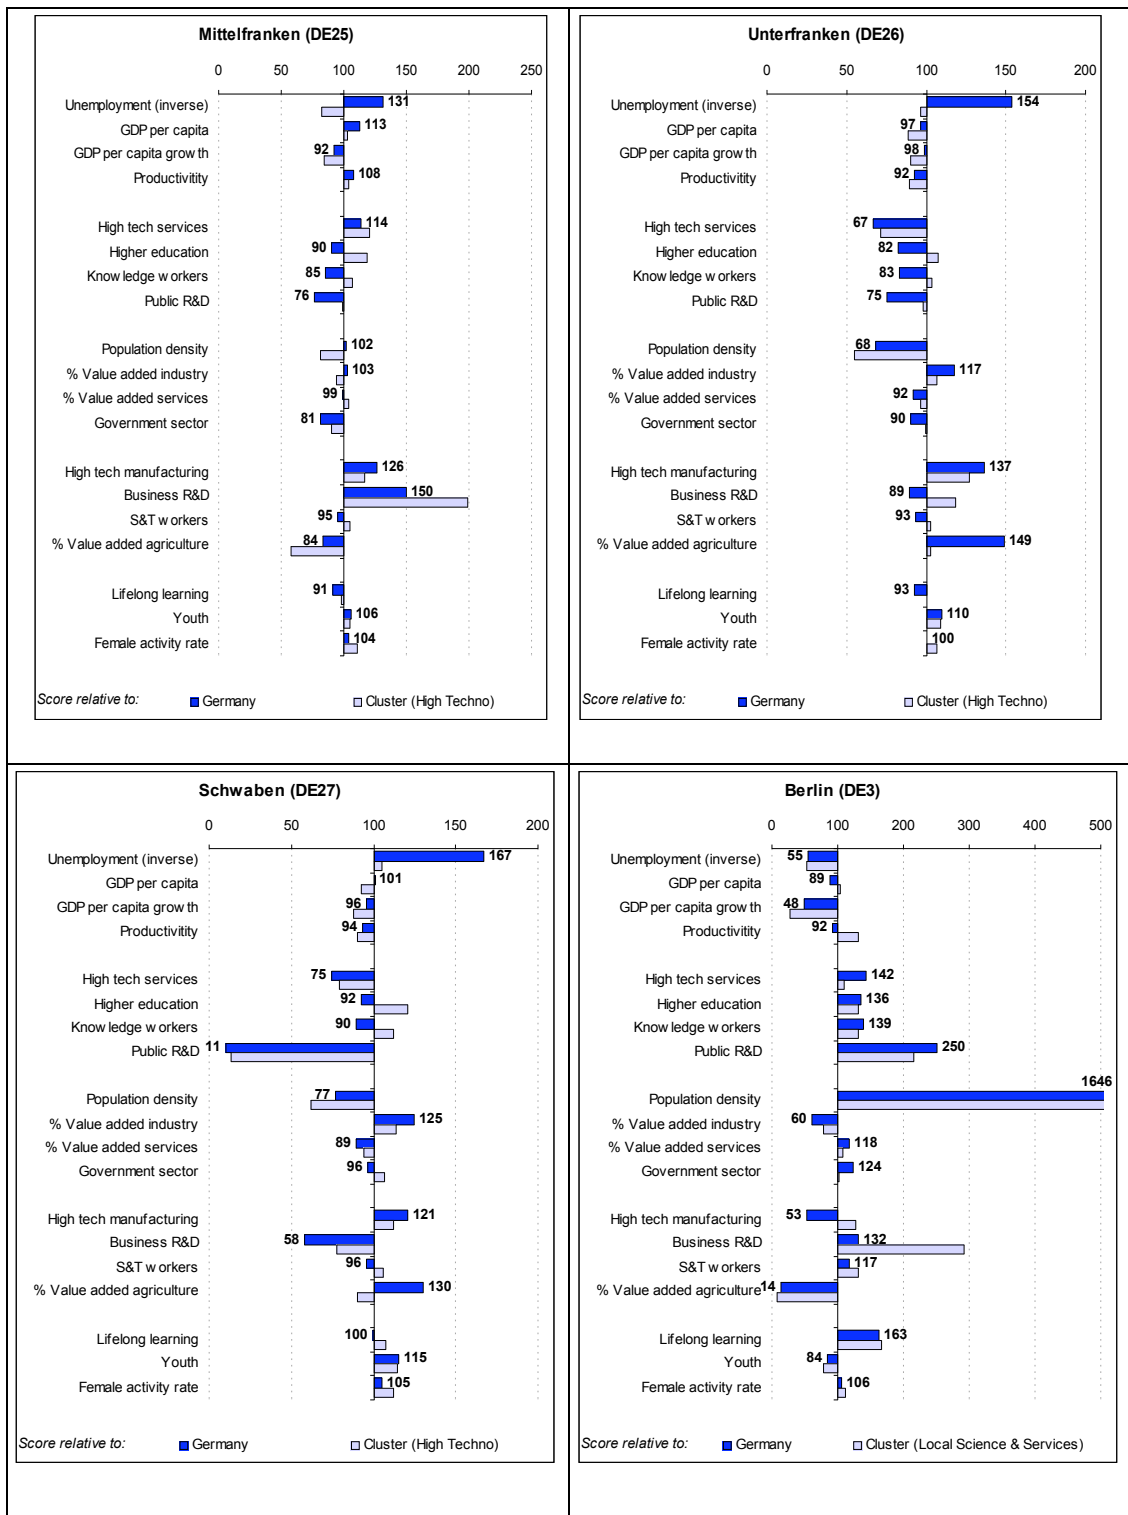 Mittelfranken (DE25)
0 50 100 150 200 250
Unemployment (inverse) 131
GDP per capita 113
GDP per capita growth 92
Productivitity 108
High tech services 114
Higher education 90
Knowledge workers 85
Public R&D 76
Population density 102
% Value added industry 103
% Value added services 99
Government sector 81
High tech manufacturing 126
Business R&D 150
S&T workers 95
% Value added agriculture 84
Lifelong learning 91
Youth 106
Female activity rate 104
Score relative to: Germany Cluster (High Techno)
Unterfranken (DE26)
0 50 100 150 200
Unemployment (inverse) 154
GDP per capita 97
GDP per capita growth 98
Productivitity 92
High tech services 67
Higher education 82
Knowledge workers 83
Public R&D 75
Population density 68
% Value added industry 117
% Value added services 92
Government sector 90
High tech manufacturing 137
Business R&D 89
S&T workers 93
% Value added agriculture 149
Lifelong learning 93
Youth 110
Female activity rate 100
Score relative to: Germany Cluster (High Techno)
Schwaben (DE27)
0 50 100 150 200
Unemployment (inverse) 167
GDP per capita 101
GDP per capita growth 96
Productivitity 94
High tech services 75
Higher education 92
Knowledge workers 90
Public R&D 11
Population density 77
% Value added industry 125
% Value added services 89
Government sector 96
High tech manufacturing 121
Business R&D 58
S&T workers 96
% Value added agriculture 130
Lifelong learning 100
Youth 115
Female activity rate 105
Score relative to: Germany Cluster (High Techno)
Berlin (DE3)
0 100 200 300 400 500
Unemployment (inverse) 55
GDP per capita 89
GDP per capita growth 48
Productivitity 92
High tech services 142
Higher education 136
Knowledge workers 139
Public R&D 250
Population density 1646
% Value added industry 60
% Value added services 118
Government sector 124
High tech manufacturing 53
Business R&D 132
S&T workers 117
% Value added agriculture 14
Lifelong learning 163
Youth 84
Female activity rate 106
Score relative to: Germany Cluster (Local Science & Services)